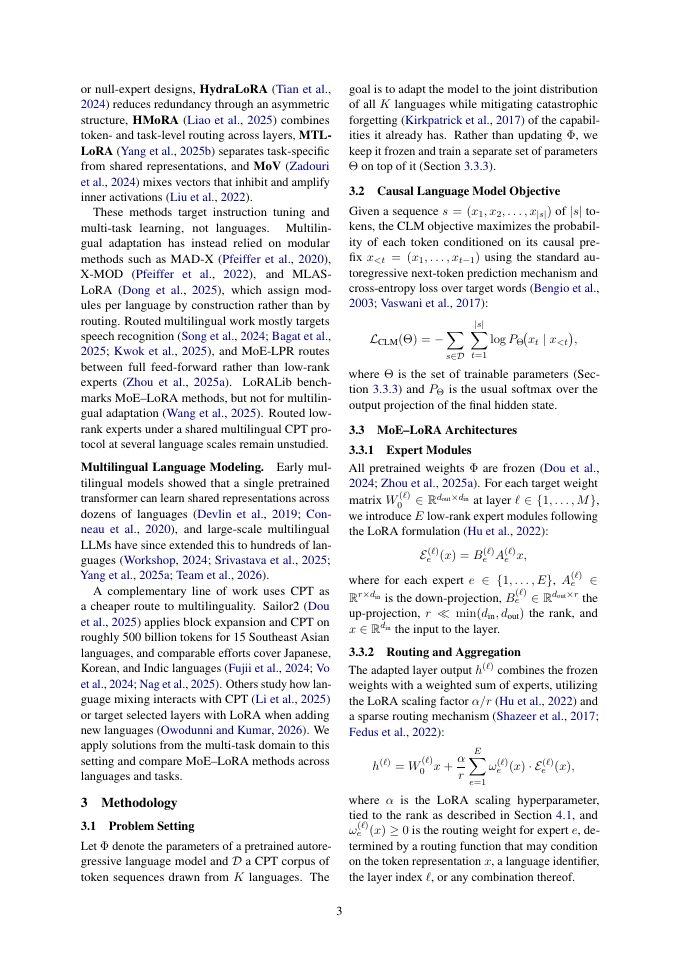 or null-expert designs, HydraLoRA (Tian et al.,
2024) reduces redundancy through an asymmetric
structure, HMoRA (Liao et al., 2025) combines
token- and task-level routing across layers, MTL-
LoRA (Yang et al., 2025b) separates task-specific
from shared representations, and MoV (Zadouri
et al., 2024) mixes vectors that inhibit and amplify
inner activations (Liu et al., 2022).
These methods target instruction tuning and
multi-task learning, not languages. Multilin-
gual adaptation has instead relied on modular
methods such as MAD-X (Pfeiffer et al., 2020),
X-MOD (Pfeiffer et al., 2022), and MLAS-
LoRA (Dong et al., 2025), which assign mod-
ules per language by construction rather than by
routing. Routed multilingual work mostly targets
speech recognition (Song et al., 2024; Bagat et al.,
2025; Kwok et al., 2025), and MoE-LPR routes
between full feed-forward rather than low-rank
experts (Zhou et al., 2025a). LoRALib bench-
marks MoE–LoRA methods, but not for multilin-
gual adaptation (Wang et al., 2025). Routed low-
rank experts under a shared multilingual CPT pro-
tocol at several language scales remain unstudied.
Multilingual Language Modeling. Early mul-
tilingual models showed that a single pretrained
transformer can learn shared representations across
dozens of languages (Devlin et al., 2019; Con-
neau et al., 2020), and large-scale multilingual
LLMs have since extended this to hundreds of lan-
guages (Workshop, 2024; Srivastava et al., 2025;
Yang et al., 2025a; Team et al., 2026).
A complementary line of work uses CPT as
a cheaper route to multilinguality. Sailor2 (Dou
et al., 2025) applies block expansion and CPT on
roughly 500 billion tokens for 15 Southeast Asian
languages, and comparable efforts cover Japanese,
Korean, and Indic languages (Fujii et al., 2024; Vo
et al., 2024; Nag et al., 2025). Others study how lan-
guage mixing interacts with CPT (Li et al., 2025)
or target selected layers with LoRA when adding
new languages (Owodunni and Kumar, 2026). We
apply solutions from the multi-task domain to this
setting and compare MoE–LoRA methods across
languages and tasks.
3 Methodology
3.1 Problem Setting
Let Φ denote the parameters of a pretrained autore-
gressive language model and 𝒟 a CPT corpus of
token sequences drawn from K languages. The
goal is to adapt the model to the joint distribution
of all K languages while mitigating catastrophic
forgetting (Kirkpatrick et al., 2017) of the capabil-
ities it already has. Rather than updating Φ, we
keep it frozen and train a separate set of parameters
Θ on top of it (Section 3.3.3).
3.2 Causal Language Model Objective
Given a sequence s = (x₁, x₂, . . . , x_{|s|}) of |s| to-
kens, the CLM objective maximizes the probabil-
ity of each token conditioned on its causal pre-
fix x_{<t} = (x₁, . . . , x_{t−1}) using the standard au-
toregressive next-token prediction mechanism and
cross-entropy loss over target words (Bengio et al.,
2003; Vaswani et al., 2017):
ℒ_CLM(Θ) = − ∑_{s∈𝒟} ∑_{t=1}^{|s|} log P_Θ(x_t | x_{<t}),
where Θ is the set of trainable parameters (Sec-
tion 3.3.3) and P_Θ is the usual softmax over the
output projection of the final hidden state.
3.3 MoE–LoRA Architectures
3.3.1 Expert Modules
All pretrained weights Φ are frozen (Dou et al.,
2024; Zhou et al., 2025a). For each target weight
matrix W₀^{(ℓ)} ∈ ℝ^{d_out×d_in} at layer ℓ ∈ {1, . . . , M},
we introduce E low-rank expert modules following
the LoRA formulation (Hu et al., 2022):
ℰ_e^{(ℓ)}(x) = B_e^{(ℓ)} A_e^{(ℓ)} x,
where for each expert e ∈ {1, . . . , E}, A_e^{(ℓ)} ∈
ℝ^{r×d_in} is the down-projection, B_e^{(ℓ)} ∈ ℝ^{d_out×r} the
up-projection, r ≪ min(d_in, d_out) the rank, and
x ∈ ℝ^{d_in} the input to the layer.
3.3.2 Routing and Aggregation
The adapted layer output h^{(ℓ)} combines the frozen
weights with a weighted sum of experts, utilizing
the LoRA scaling factor α/r (Hu et al., 2022) and
a sparse routing mechanism (Shazeer et al., 2017;
Fedus et al., 2022):
h^{(ℓ)} = W₀^{(ℓ)} x + α/r ∑_{e=1}^{E} ω_e^{(ℓ)}(x) · ℰ_e^{(ℓ)}(x),
where α is the LoRA scaling hyperparameter,
tied to the rank as described in Section 4.1, and
ω_e^{(ℓ)}(x) ≥ 0 is the routing weight for expert e, de-
termined by a routing function that may condition
on the token representation x, a language identifier,
the layer index ℓ, or any combination thereof.
3